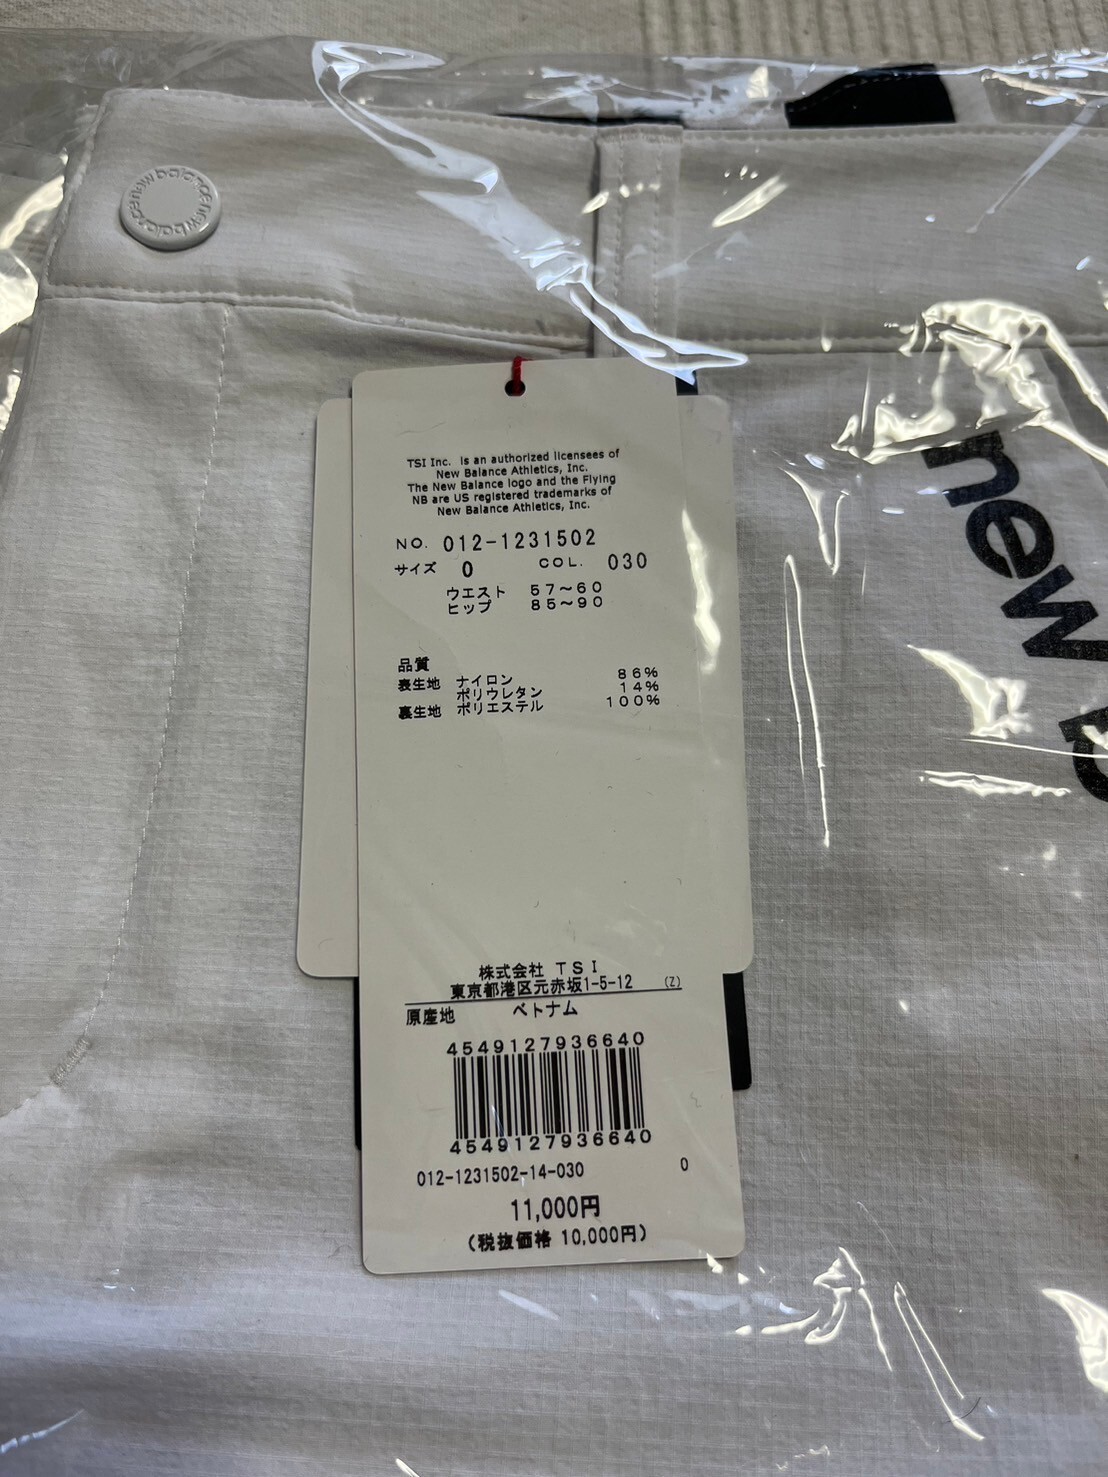 new balance new balance
new b
TSI Inc. is an authorized licensees of
New Balance Athletics, Inc.
The New Balance logo and the Flying
NB are US registered trademarks of
New Balance Athletics, Inc.
NO. 012-1231502
サイズ 0 COL. 030
ウエスト 57〜60
ヒップ 85〜90
品質
表生地 ナイロン 86%
ポリウレタン 14%
裏生地 ポリエステル 100%
株式会社 TSI
東京都港区元赤坂1-5-12 (Z)
原産地 ベトナム
4549127936640
4549127936640
012-1231502-14-030 0
11,000円
(税抜価格 10,000円)